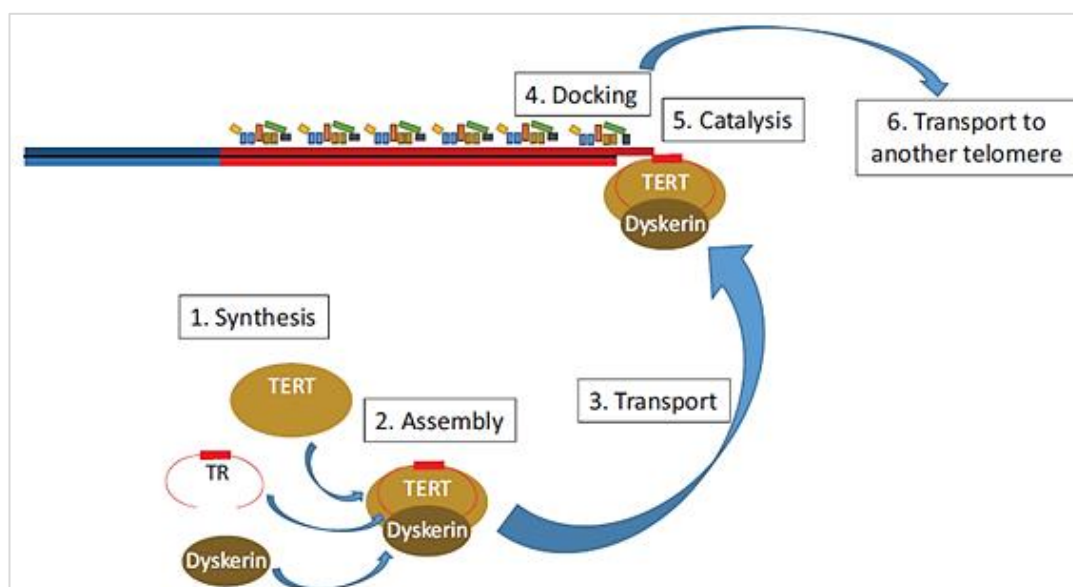 4. Docking
5. Catalysis
6. Transport to
another telomere
TERT
Dyskerin
1. Synthesis
TERT
2. Assembly
3. Transport
TR
TERT
Dyskerin
Dyskerin